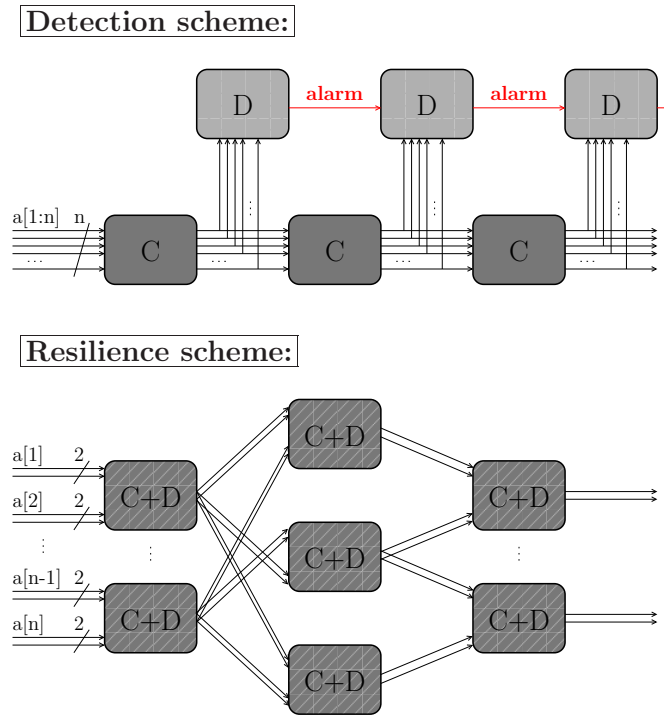 Detection scheme:
D alarm D alarm D
a[1:n] n
C C C
...
Resilience scheme:
C+D
a[1] 2
C+D C+D
a[2] 2
C+D
a[n-1] 2
C+D C+D
a[n] 2
C+D